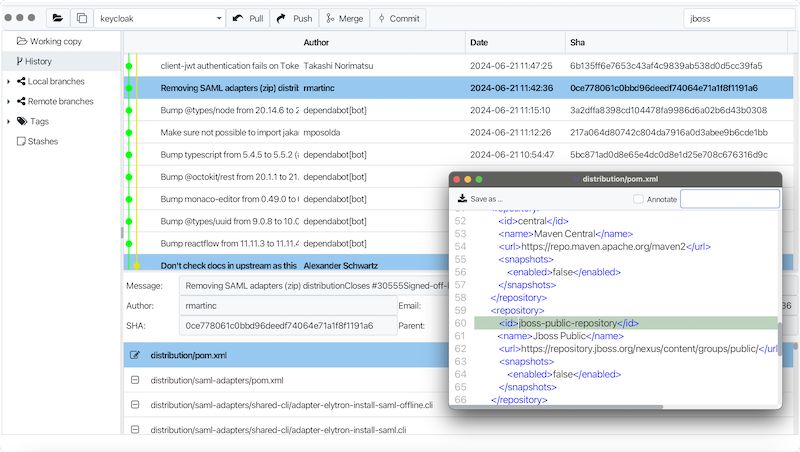 keycloak Pull Push Merge Commit jboss
Working copy
History
Local branches
Remote branches
Tags
Stashes
Author Date Sha
client-jwt authentication fails on Toke Takashi Norimatsu 2024-06-21 11:47:25 6b135ff6e7653c43af4c9839ab538d0d5cc39fa5
Removing SAML adapters (zip) distri rmartinc 2024-06-21 11:42:36 0ce778061c0bbd96deedf74064e71a1f8f1191a6
Bump @types/node from 20.14.6 to 2 dependabot[bot] 2024-06-21 11:15:10 3a2dffa8398cd104478fa9986d6a02b6d43b0308
Make sure not possible to import jaka mposolda 2024-06-21 11:12:26 217a064d80742c804da7916a0d3abee9b6cde1bb
Bump typescript from 5.4.5 to 5.5.2 ( dependabot[bot] 2024-06-21 10:54:47 5bc871ad0d8e65e4dc0d8e1d25e708c676316d9c
Bump @octokit/rest from 20.1.1 to 21. dependabot[bot]
Bump monaco-editor from 0.49.0 to dependabot[bot]
Bump @types/uuid from 9.0.8 to 10.0 dependabot[bot]
Bump reactflow from 11.11.3 to 11.11.4 dependabot[bot]
Don't check docs in upstream as this Alexander Schwartz
Message: Removing SAML adapters (zip) distributionCloses #30555Signed-off-
Author: rmartinc Email: 36
SHA: 0ce778061c0bbd96deedf74064e71a1f8f1191a6 Parent:
distribution/pom.xml
distribution/saml-adapters/pom.xml
distribution/saml-adapters/shared-cli/adapter-elytron-install-saml-offline.cli
distribution/saml-adapters/shared-cli/adapter-elytron-install-saml.cli
distribution/pom.xml
Save as ... Annotate
52 <id>central</id>
53 <name>Maven Central</name>
54 <url>https://repo.maven.apache.org/maven2</url>
55 <snapshots>
56 <enabled>false</enabled>
57 </snapshots>
58 </repository>
59 <repository>
60 <id>jboss-public-repository</id>
61 <name>Jboss Public</name>
62 <url>https://repository.jboss.org/nexus/content/groups/public/</url
63 <snapshots>
64 <enabled>false</enabled>
65 </snapshots>
66 </repository>